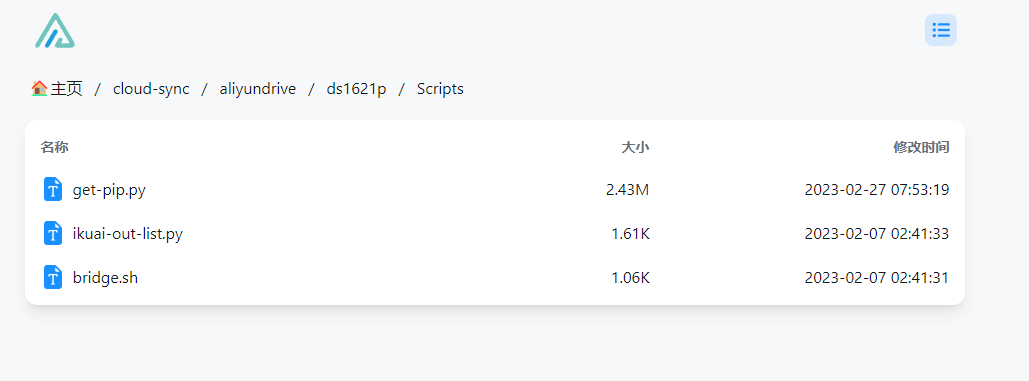 主页 / cloud-sync / aliyundrive / ds1621p / Scripts
名称 大小 修改时间
get-pip.py 2.43M 2023-02-27 07:53:19
ikuai-out-list.py 1.61K 2023-02-07 02:41:33
bridge.sh 1.06K 2023-02-07 02:41:31